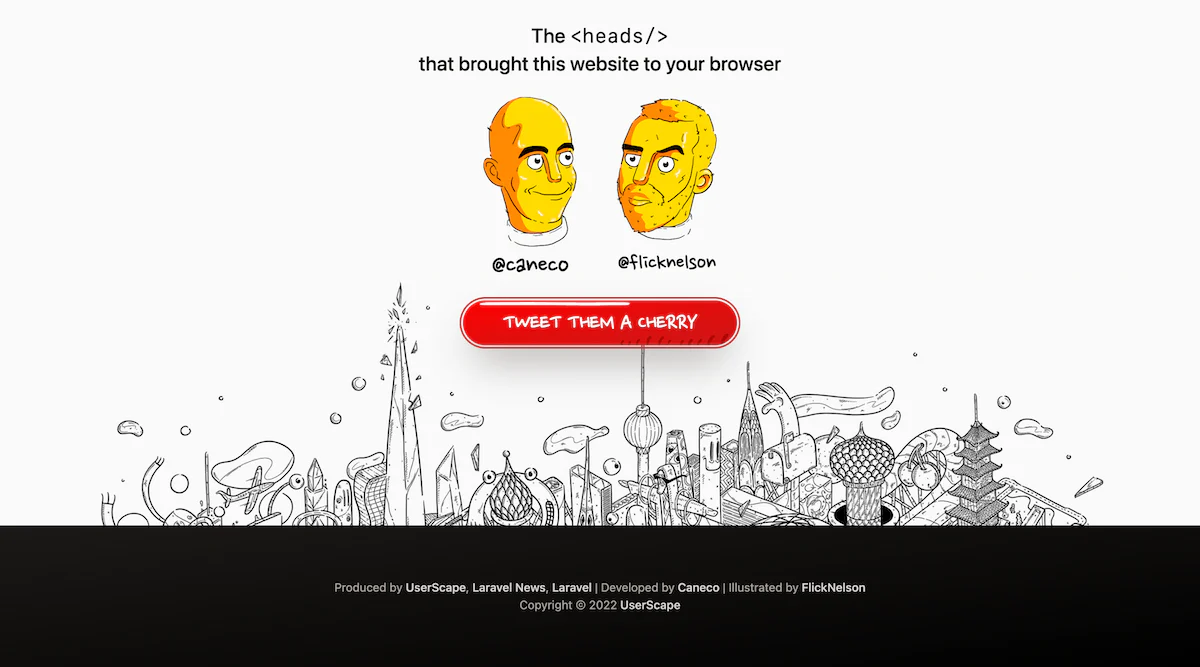 The <heads/>
that brought this website to your browser
@caneco
@flicknelson
TWEET THEM A CHERRY
Produced by UserScape, Laravel News, Laravel | Developed by Caneco | Illustrated by FlickNelson
Copyright © 2022 UserScape